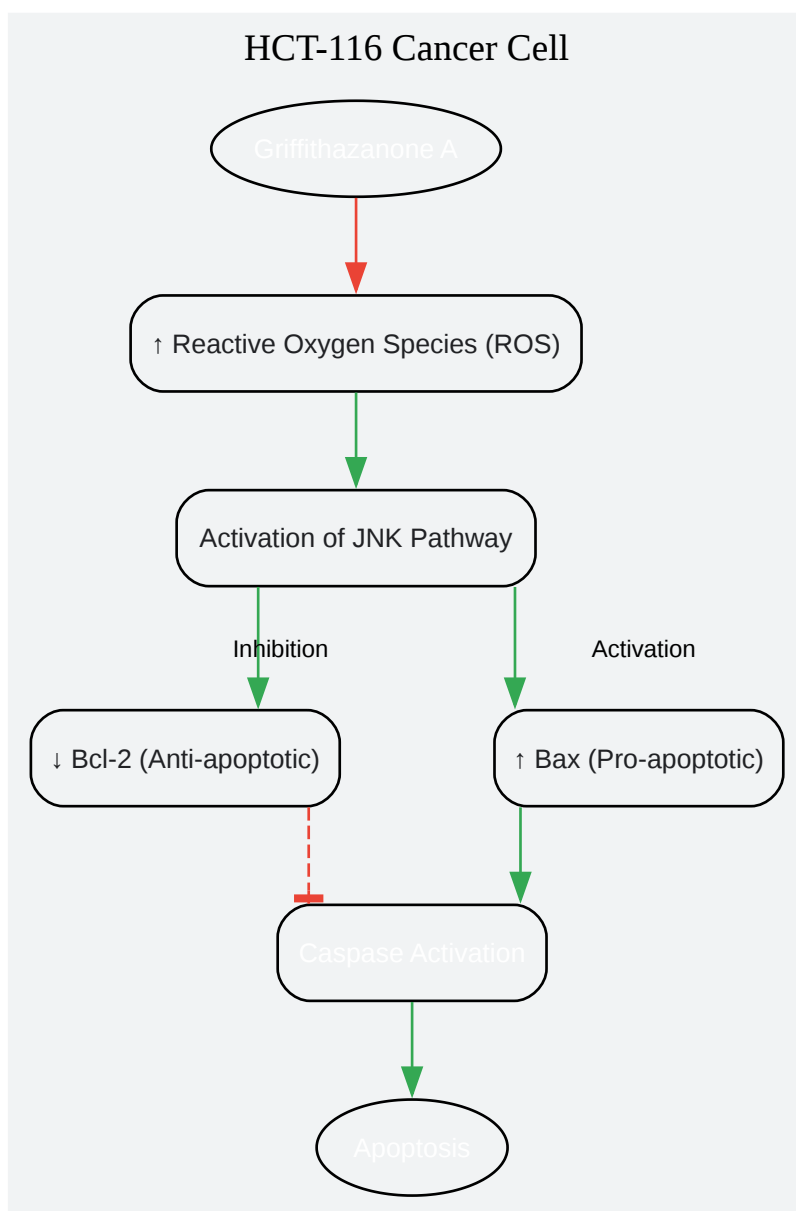 HCT-116 Cancer Cell
Griffithazanone A
↑ Reactive Oxygen Species (ROS)
Activation of JNK Pathway
Inhibition
Activation
↓ Bcl-2 (Anti-apoptotic)
↑ Bax (Pro-apoptotic)
Caspase Activation
Apoptosis